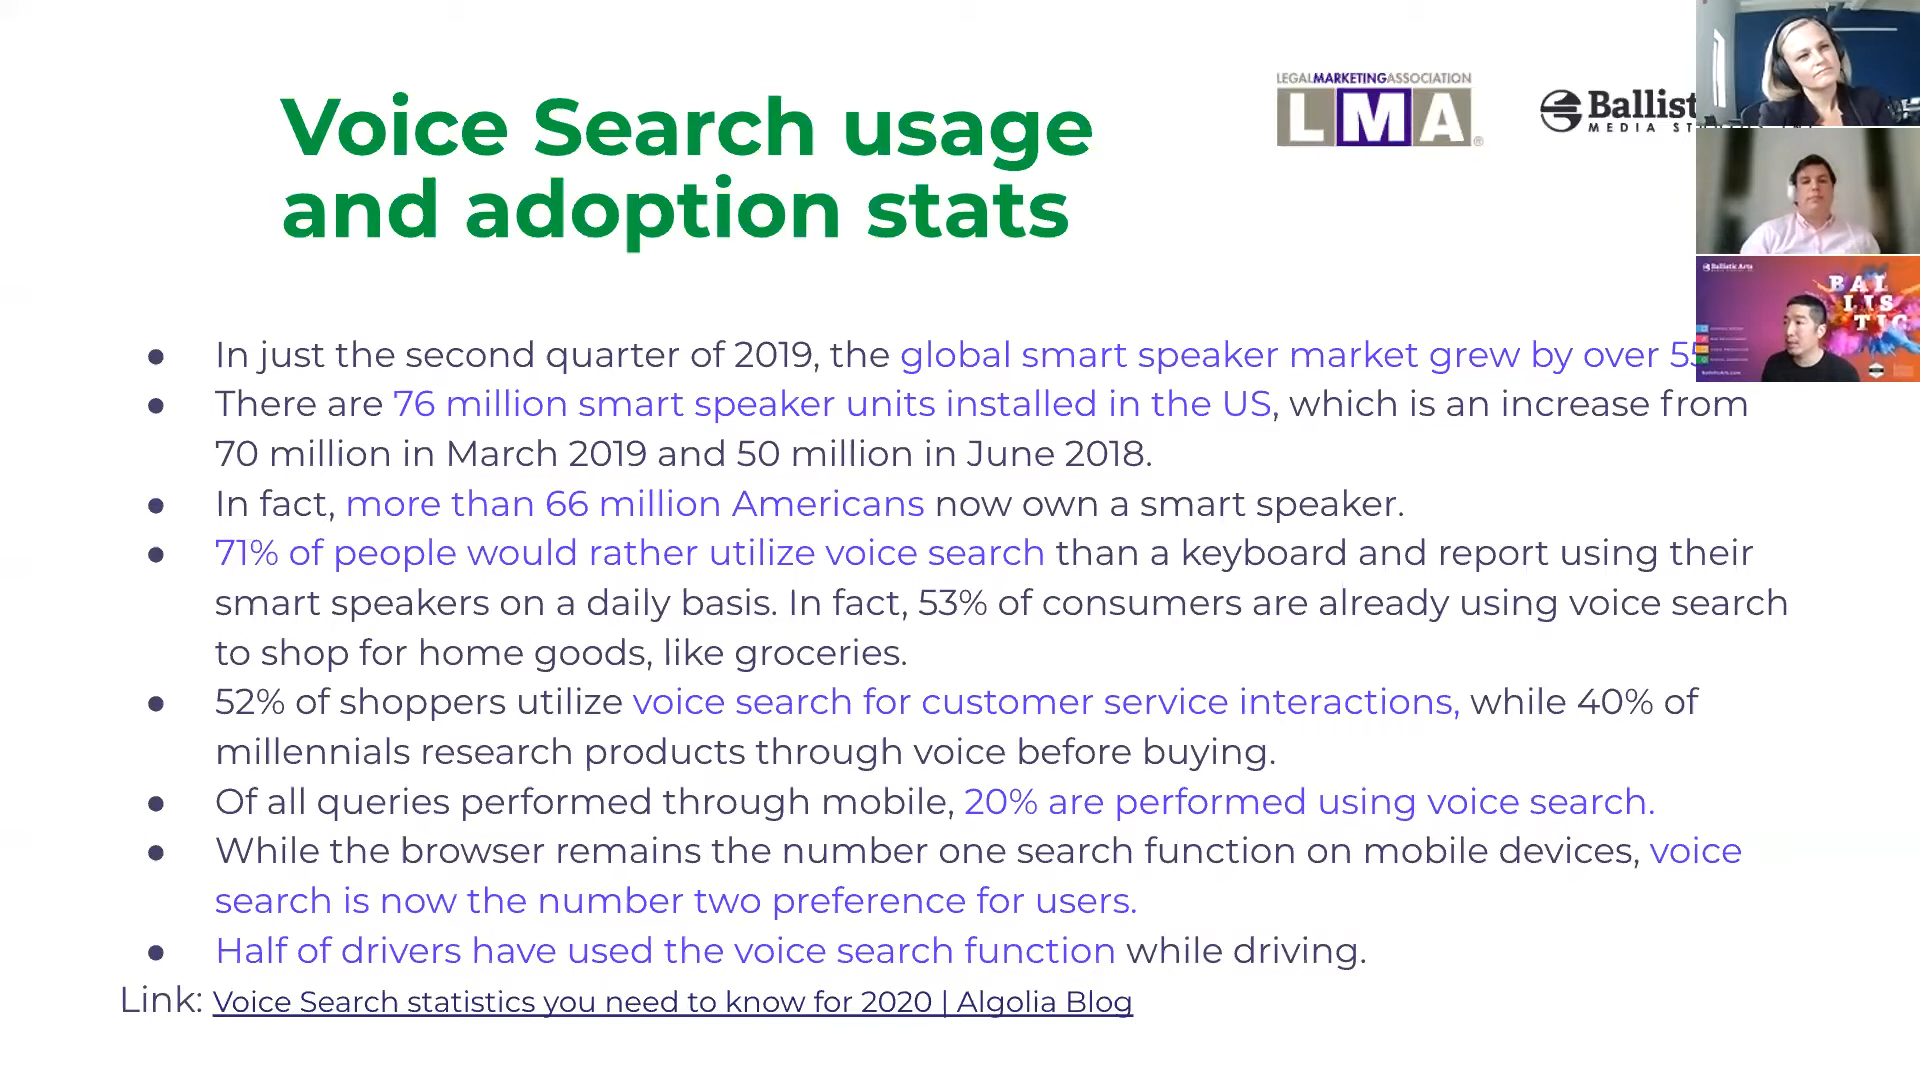 Voice Search usage
and adoption stats
LEGALMARKETINGASSOCIATION
LMA®
Ballist
MEDIA
Ballistic Arts
BAL
LIS
TIC
In just the second quarter of 2019, the global smart speaker market grew by over
There are 76 million smart speaker units installed in the US, which is an increase from
70 million in March 2019 and 50 million in June 2018.
In fact, more than 66 million Americans now own a smart speaker.
71% of people would rather utilize voice search than a keyboard and report using their
smart speakers on a daily basis. In fact, 53% of consumers are already using voice search
to shop for home goods, like groceries.
52% of shoppers utilize voice search for customer service interactions, while 40% of
millennials research products through voice before buying.
Of all queries performed through mobile, 20% are performed using voice search.
While the browser remains the number one search function on mobile devices, voice
search is now the number two preference for users.
Half of drivers have used the voice search function while driving.
Link: Voice Search statistics you need to know for 2020 | Algolia Blog